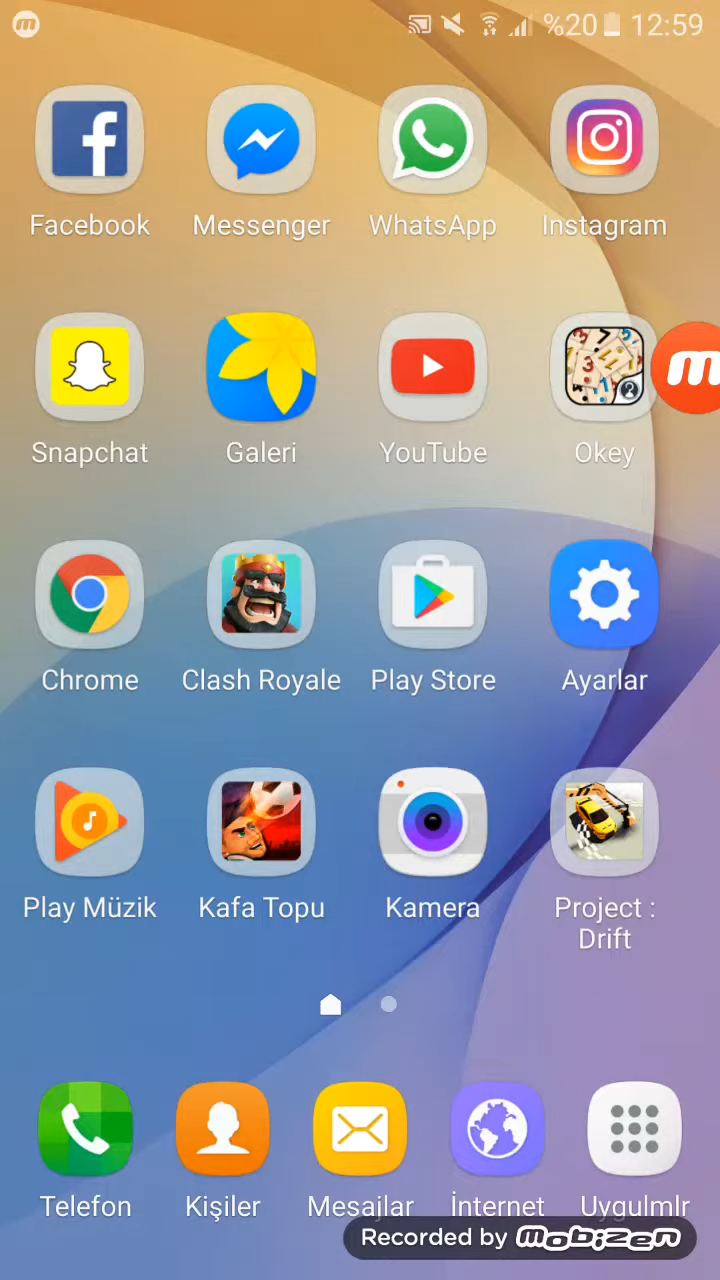 %20 12:59
Facebook Messenger WhatsApp Instagram
Snapchat Galeri YouTube Okey
Chrome Clash Royale Play Store Ayarlar
Play Müzik Kafa Topu Kamera Project :
Drift
Telefon Kişiler Mesajlar İnternet Uygulmlr
Recorded by mobizen